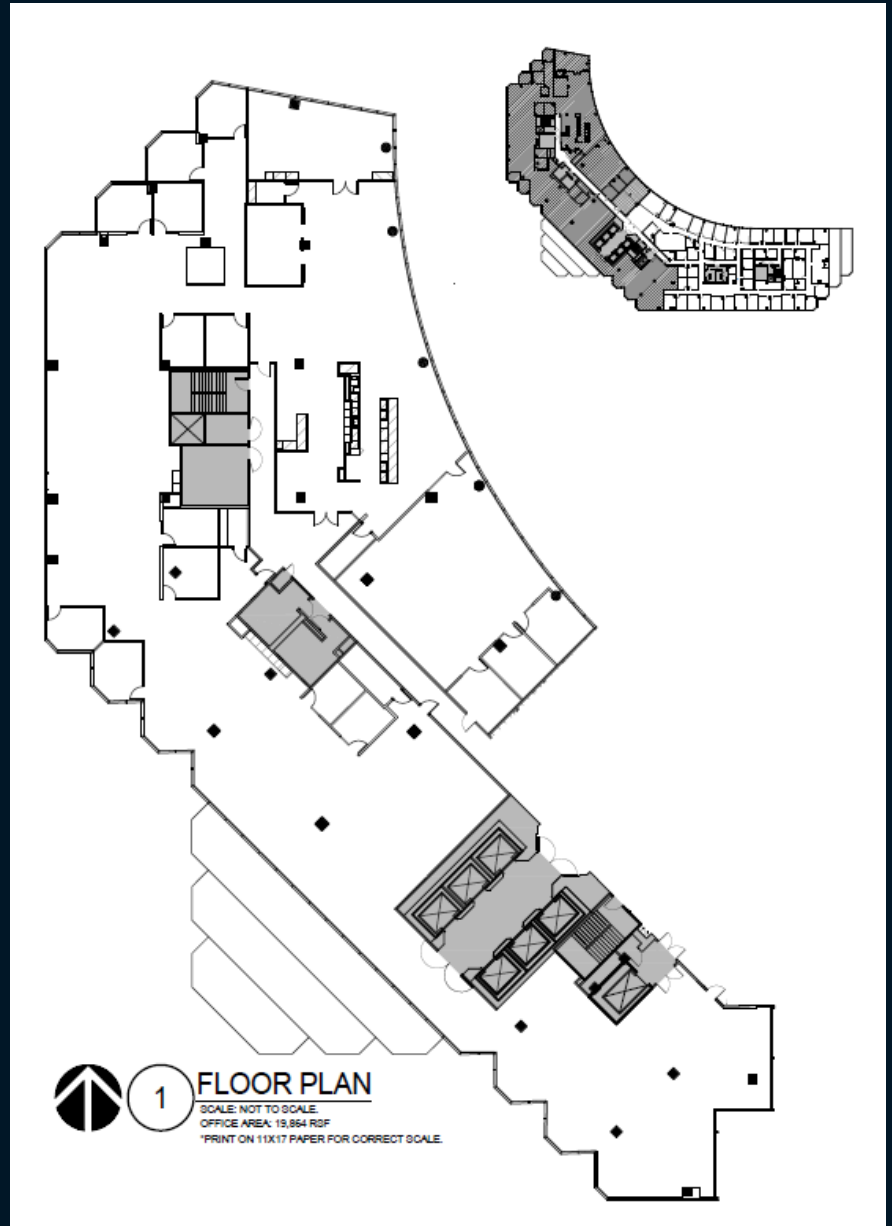 1
FLOOR PLAN
SCALE: NOT TO SCALE.
OFFICE AREA: 19,864 RSF
*PRINT ON 11X17 PAPER FOR CORRECT SCALE.